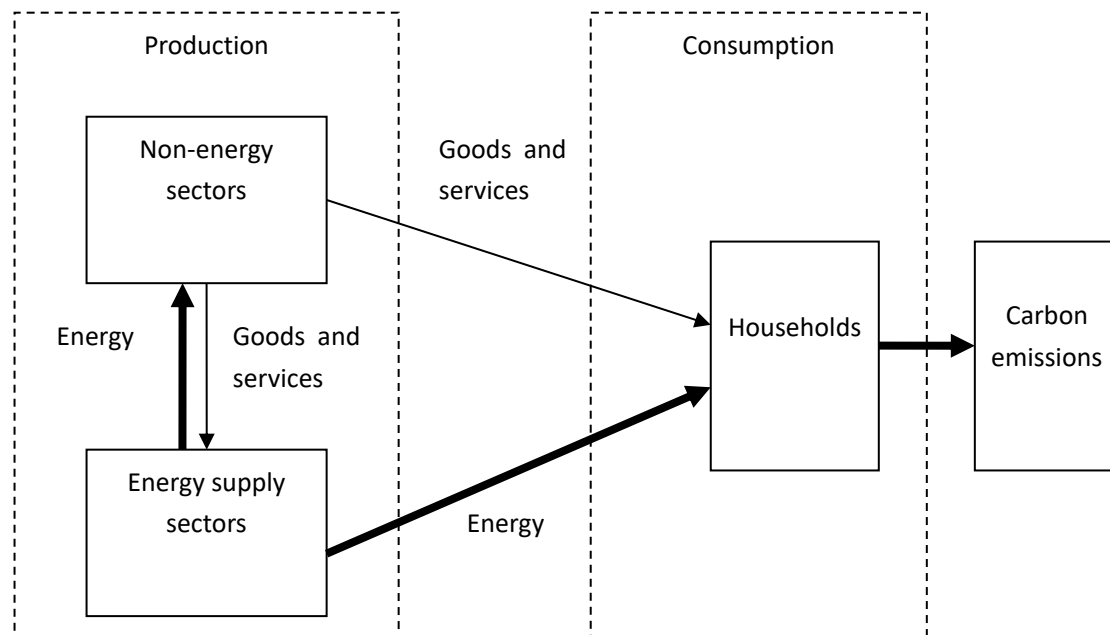 Production
Consumption
Non-energy
sectors
Goods and
services
Energy
Goods and
services
Households
Carbon
emissions
Energy supply
sectors
Energy